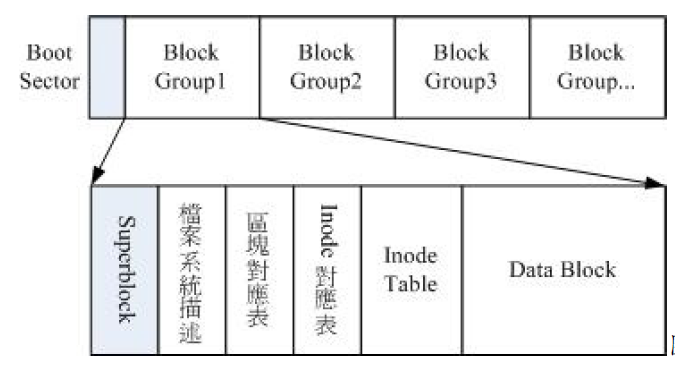 Boot
Sector
Block
Group1
Block
Group2
Block
Group3
Block
Group...
Superblock
檔案系統描述
區塊對應表
Inode 對應表
Inode
Table
Data Block